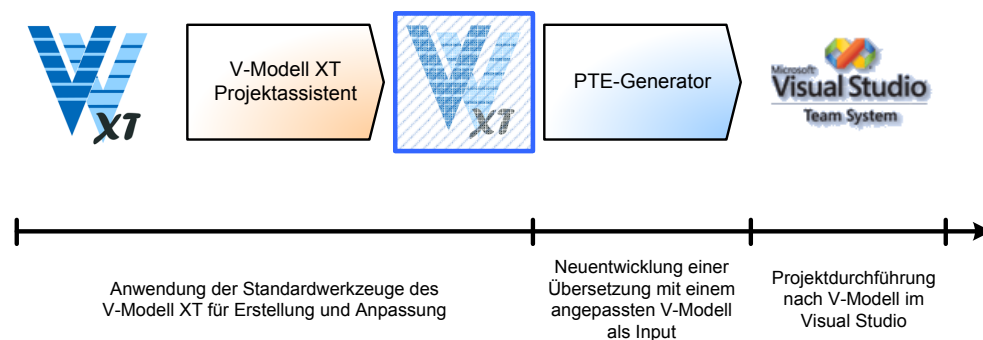 XT
V-Modell XT
Projektassistent
XT
PTE-Generator
Microsoft
Visual Studio
Team System
Anwendung der Standardwerkzeuge des
V-Modell XT für Erstellung und Anpassung
Neuentwicklung einer
Übersetzung mit einem
angepassten V-Modell
als Input
Projektdurchführung
nach V-Modell im
Visual Studio